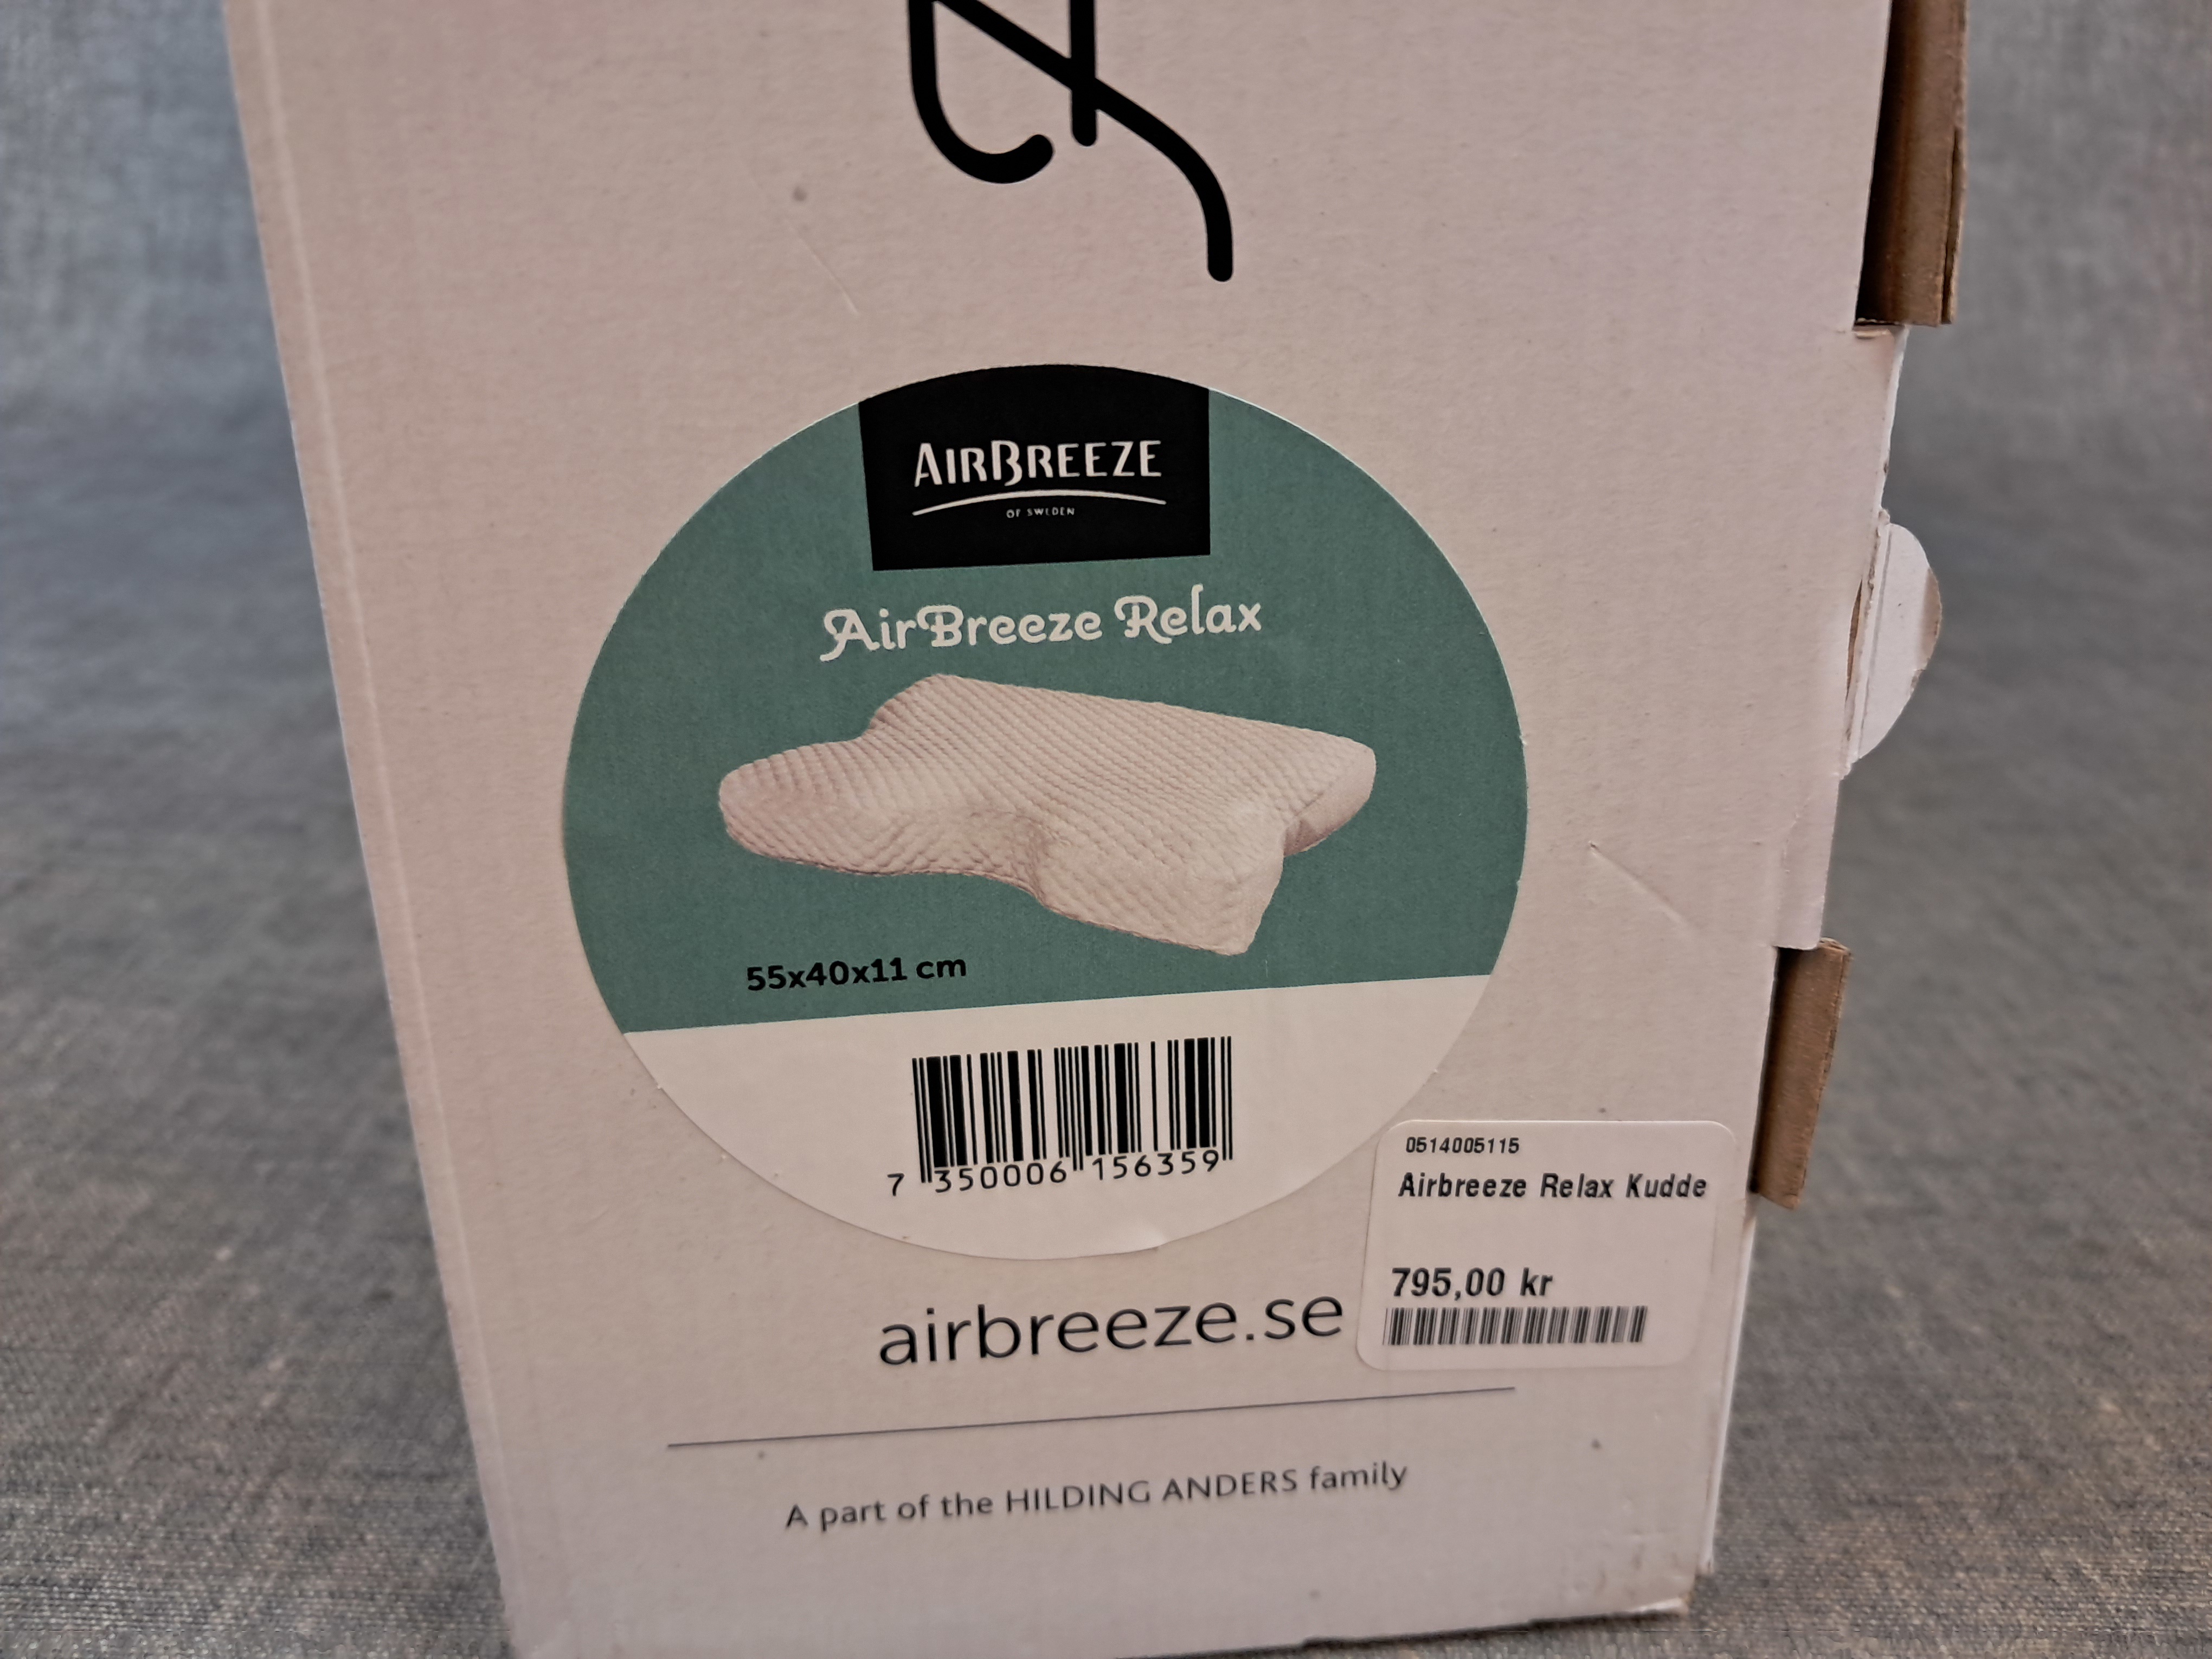 AIRBREEZE
OF SWEDEN
AirBreeze Relax
55x40x11 cm
7 350006 156359
0514005115
Airbreeze Relax Kudde
795,00 kr
airbreeze.se
A part of the HILDING ANDERS family